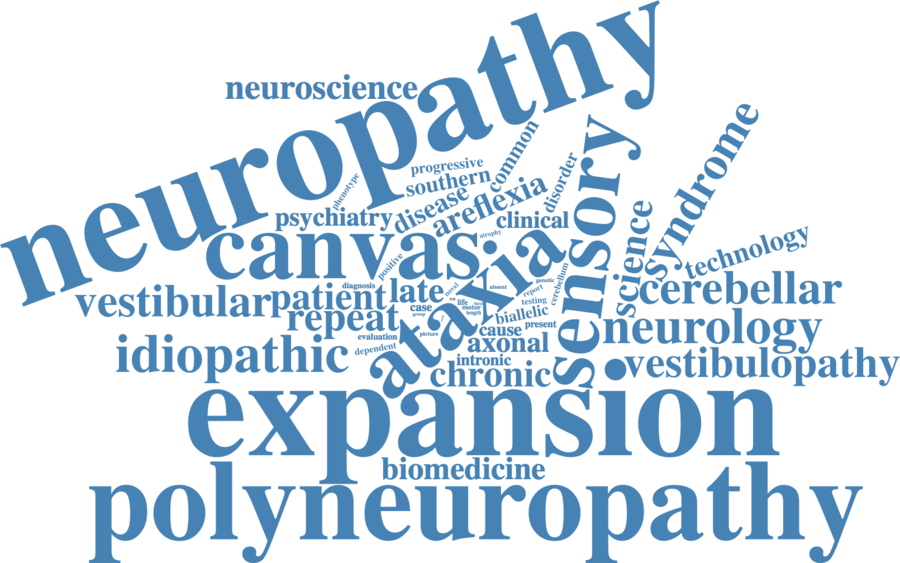 neuropathy
neuroscience
common
progressive
southern
phenotype
disorder
syndrome
sensory
psychiatry
disease
areflexia
clinical
science
canvas
atrophy
technology
positive
ataxia
cerebellum
vestibular
patient
diagnosis
late
novel
absent
genetic
report
cerebellar
repeat
case
group
life
motor
length
testing
biallelic
neurology
evaluation
picture
cause
present
idiopathic
dependent
axonal
intronic
chronic
vestibulopathy
expansion
biomedicine
polyneuropathy